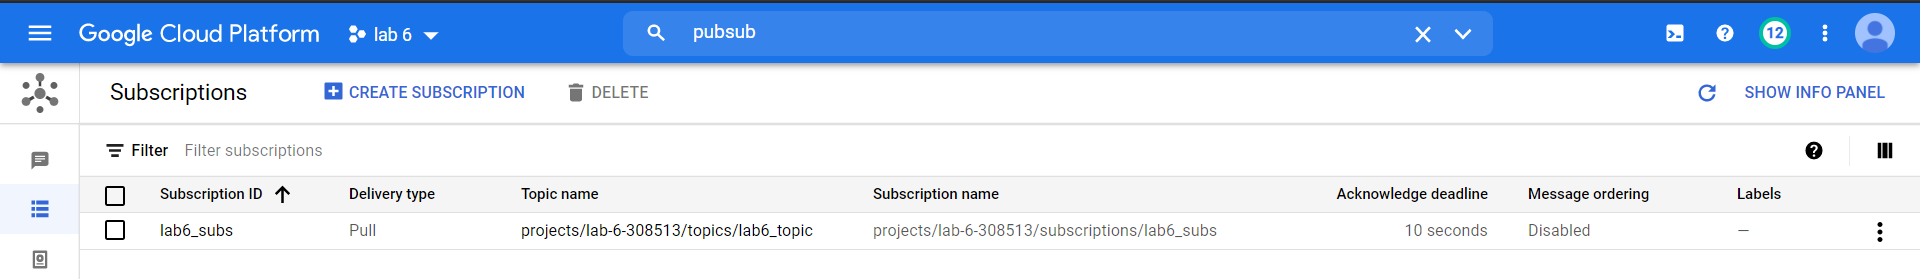 Google Cloud Platform lab 6 pubsub 12
Subscriptions CREATE SUBSCRIPTION DELETE SHOW INFO PANEL
Filter Filter subscriptions
Subscription ID Delivery type Topic name Subscription name Acknowledge deadline Message ordering Labels
lab6_subs Pull projects/lab-6-308513/topics/lab6_topic projects/lab-6-308513/subscriptions/lab6_subs 10 seconds Disabled —